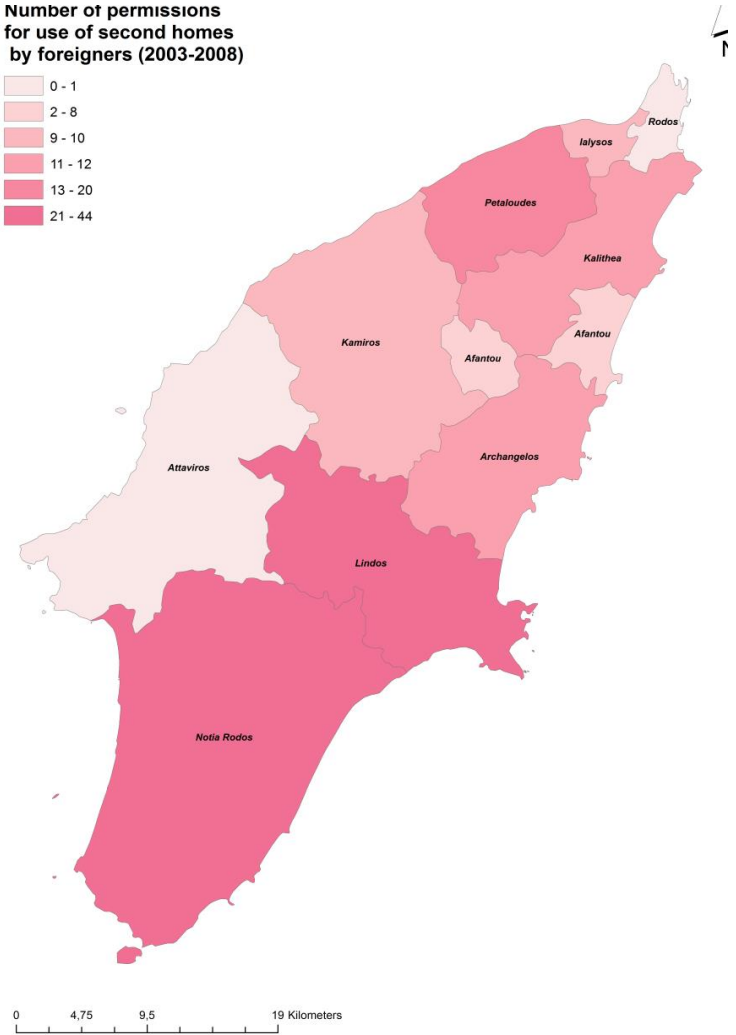 Number of permissions
for use of second homes
by foreigners (2003-2008)
0 - 1
2 - 8
9 - 10
11 - 12
13 - 20
21 - 44
N
Rodos
Ialysos
Petaloudes
Kalithea
Afantou
Kamiros
Afantou
Archangelos
Attaviros
Lindos
Notia Rodos
0 4,75 9,5 19 Kilometers